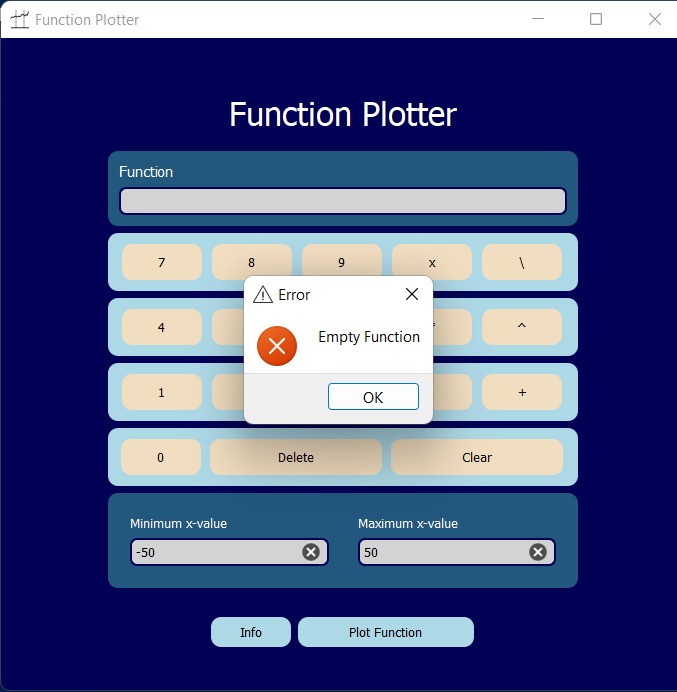 Function Plotter
Function Plotter
Function
7 8 9 x \
Error
4 ^
Empty Function
1 +
OK
0 Delete Clear
Minimum x-value Maximum x-value
-50 50
Info Plot Function